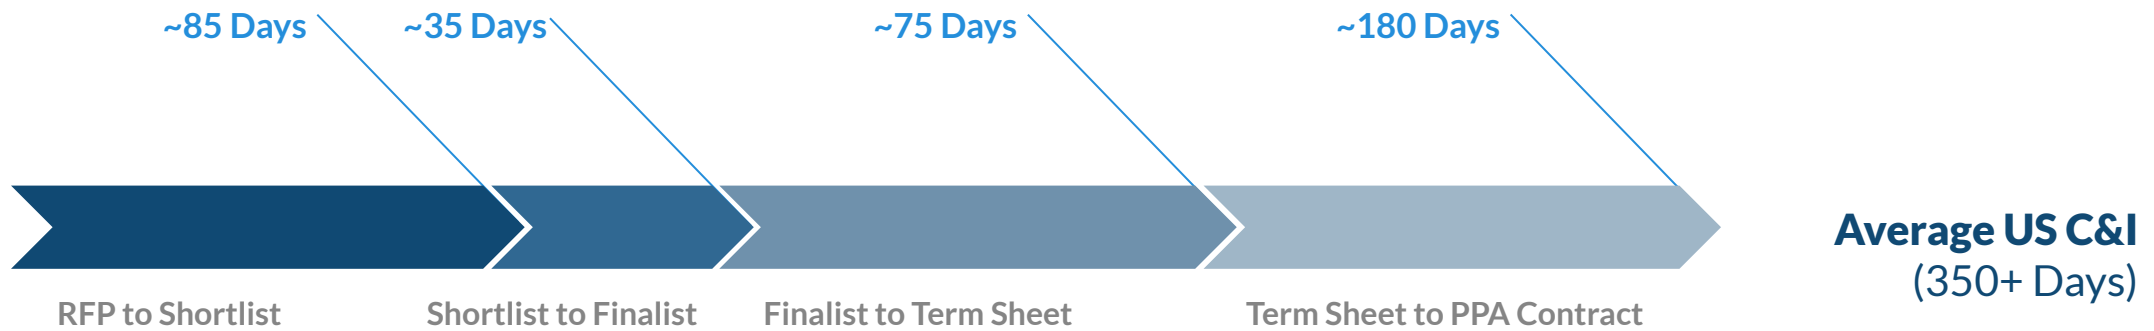 ~85 Days
~35 Days
~75 Days
~180 Days
Average US C&I
(350+ Days)
RFP to Shortlist
Shortlist to Finalist
Finalist to Term Sheet
Term Sheet to PPA Contract